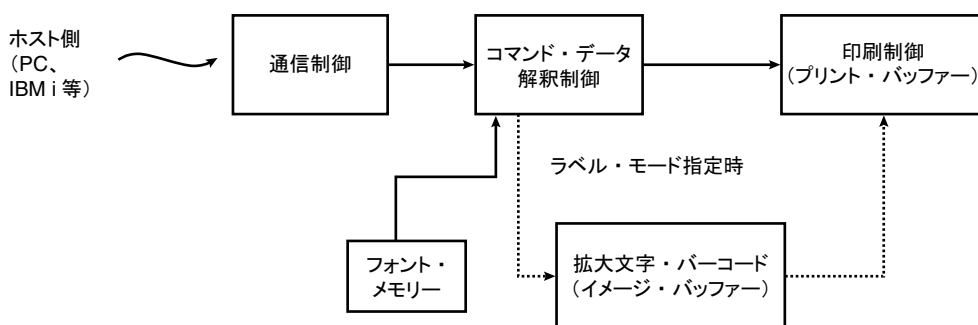 ホスト側
（PC、
IBM i 等）
通信制御
コマンド・データ
解釈制御
印刷制御
（プリント・バッファー）
ラベル・モード指定時
フォント・
メモリー
拡大文字・バーコード
（イメージ・バッファー）